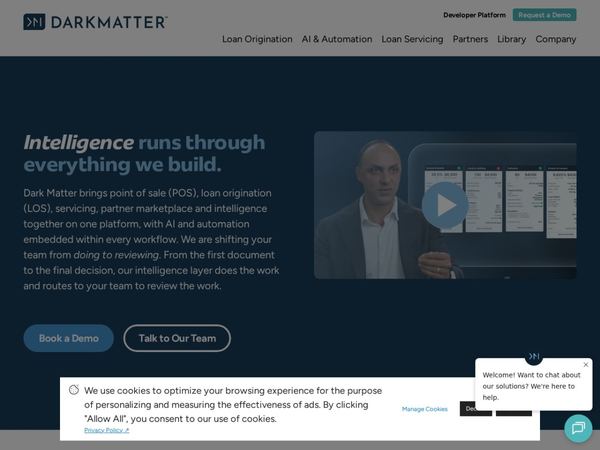 DARKMATTER
Developer Platform
Request a Demo
Loan Origination AI & Automation Loan Servicing Partners Library Company
Intelligence runs through
everything we build.
Dark Matter brings point of sale (POS), loan origination
(LOS), servicing, partner marketplace and intelligence
together on one platform, with AI and automation
embedded within every workflow. We are shifting your
team from doing to reviewing. From the first document
to the final decision, our intelligence layer does the work
and routes to your team to review the work.
Book a Demo
Talk to Our Team
We use cookies to optimize your browsing experience for the purpose
of personalizing and measuring the effectiveness of ads. By clicking
"Allow All", you consent to our use of cookies.
Privacy Policy
Manage Cookies
Welcome! Want to chat about
our solutions? We're here to
help.